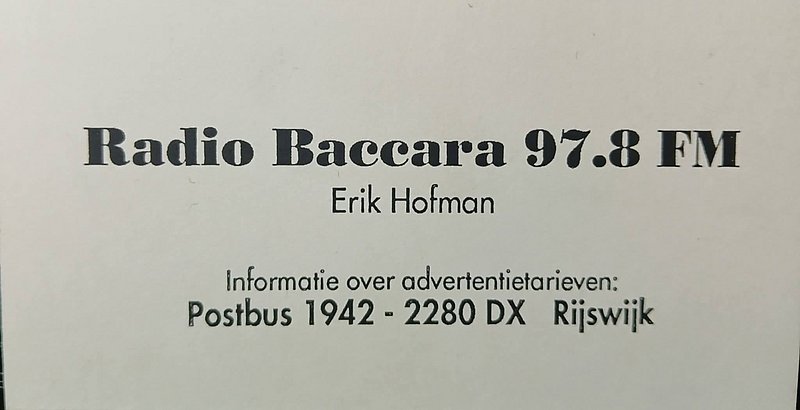 Radio Baccara 97.8 FM
Erik Hofman
Informatie over advertentietarieven:
Postbus 1942 - 2280 DX Rijswijk